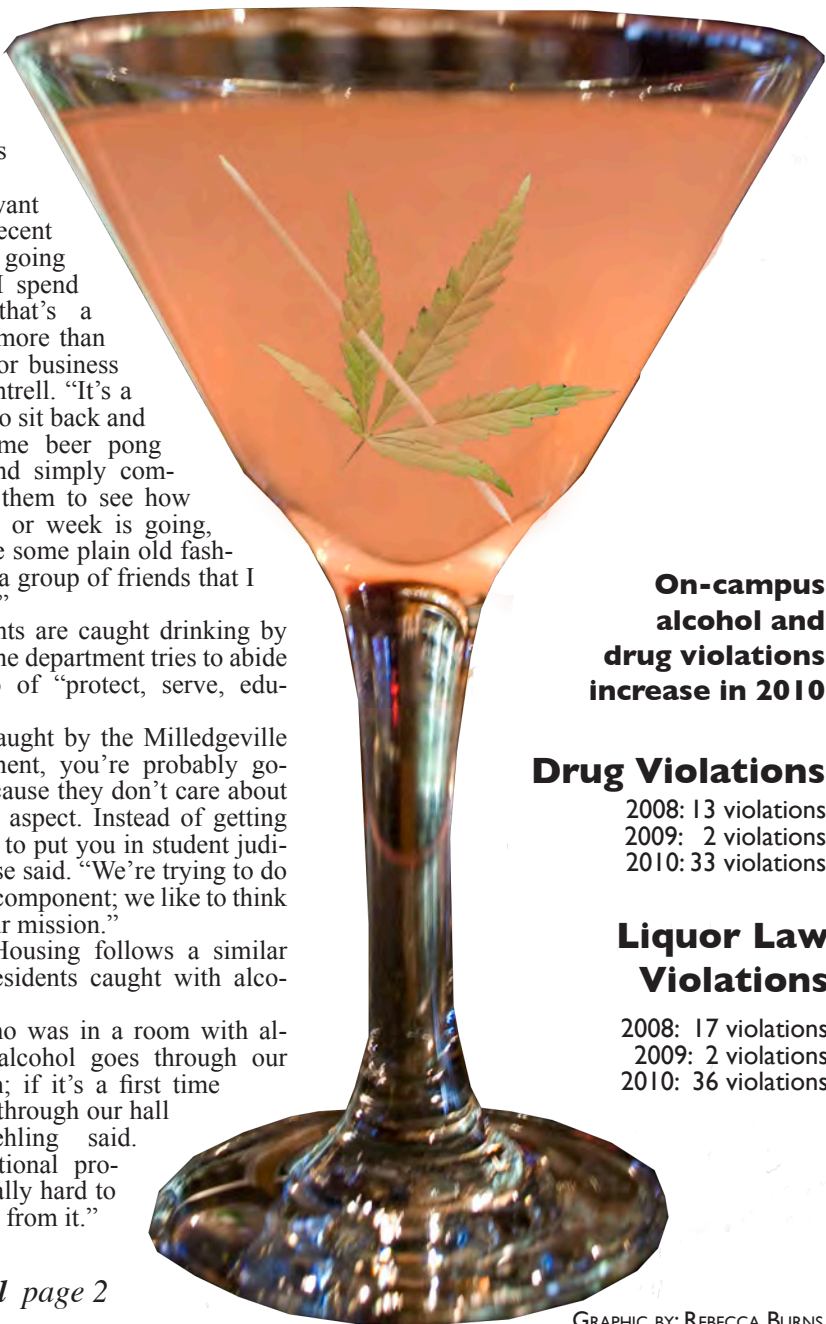 s
vant
ecent
going
I spend
that's a
more than
or business
ntrell. “It's a
o sit back and
me beer pong
nd simply com-
them to see how
or week is going,
e some plain old fash-
a group of friends that I
”
nts are caught drinking by
he department tries to abide
o of “protect, serve, edu-
aught by the Milledgeville
ment, you're probably go-
cause they don't care about
aspect. Instead of getting
to put you in student judi-
se said. “We're trying to do
component; we like to think
r mission.”
Housing follows a similar
esidents caught with alco-
ho was in a room with al-
alcohol goes through our
n; if it's a first time
through our hall
ehling said.
tional pro-
ally hard to
from it.”
l page 2
On-campus
alcohol and
drug violations
increase in 2010
Drug Violations
2008: 13 violations
2009: 2 violations
2010: 33 violations
Liquor Law
Violations
2008: 17 violations
2009: 2 violations
2010: 36 violations
GRAPHIC BY: REBECCA BURNS